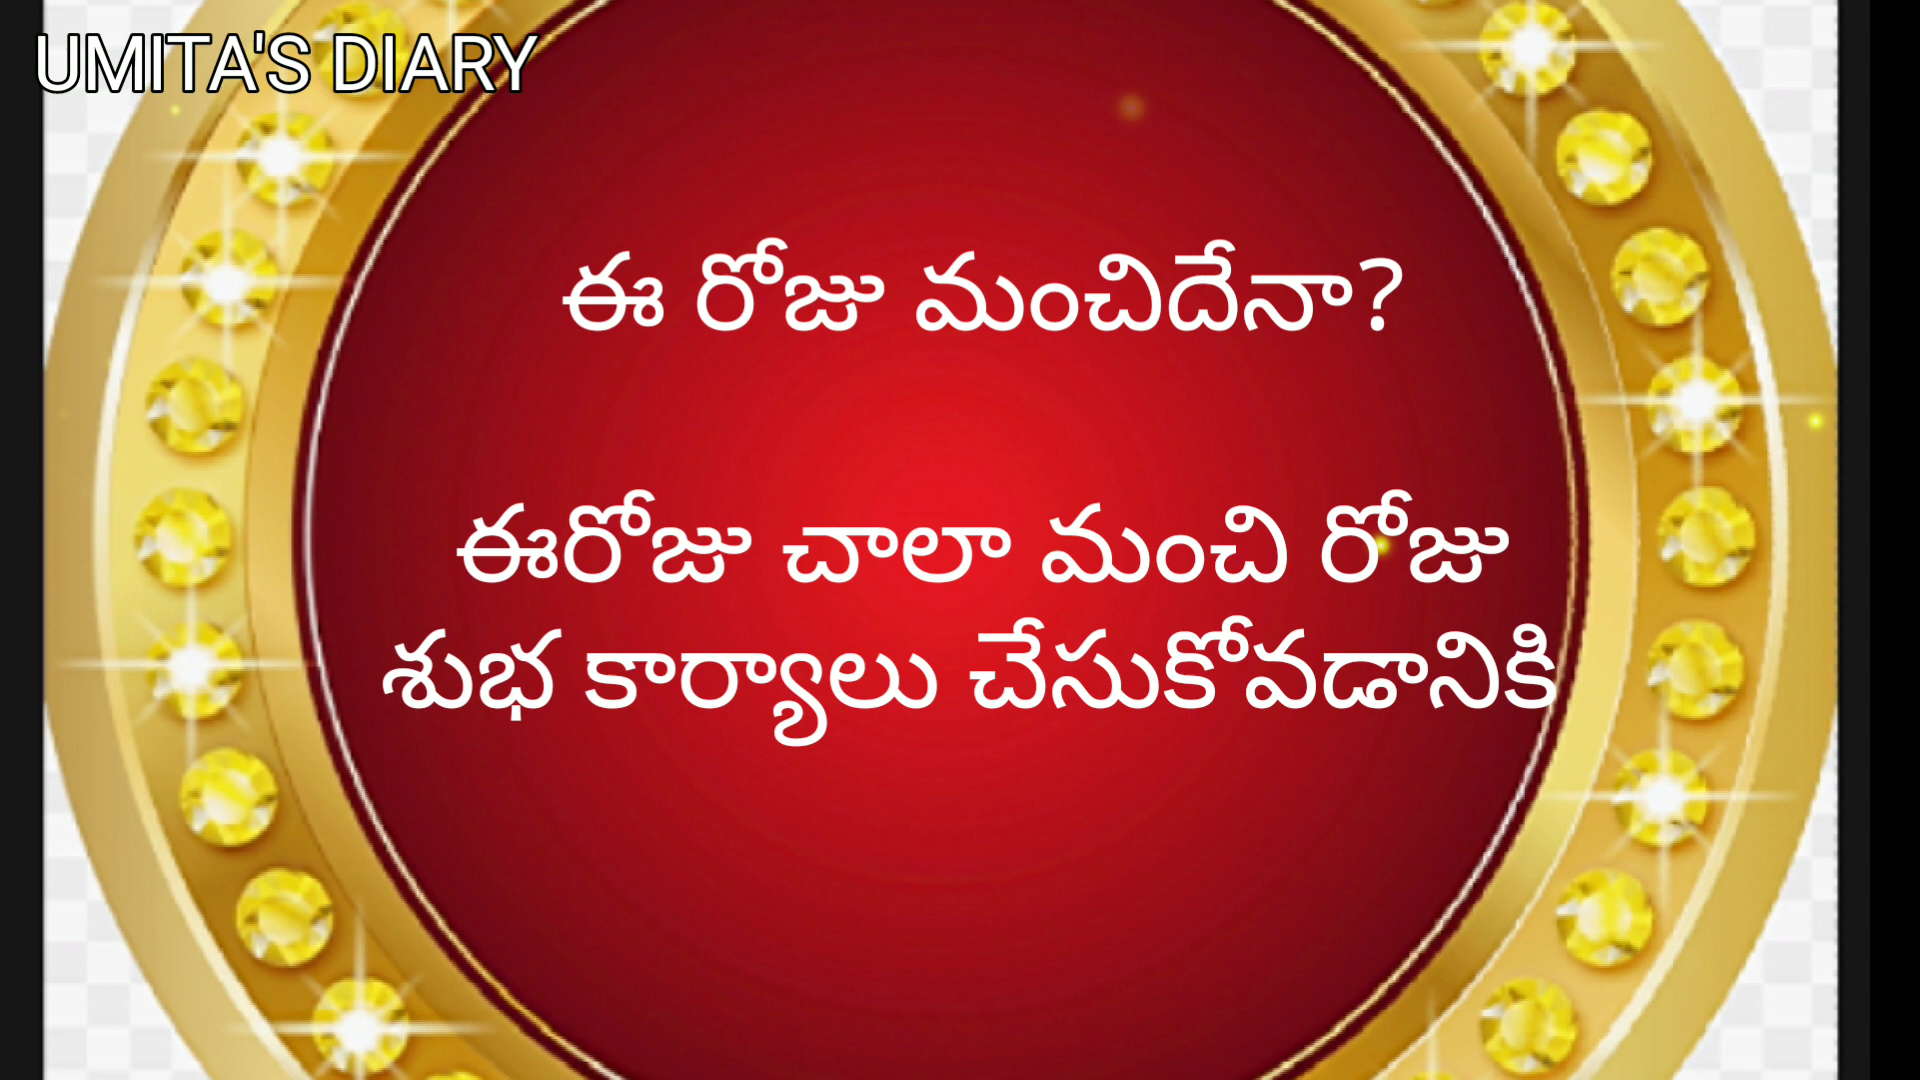 UMITA'S DIARY
ఈ రోజు మంచిదేనా?
ఈరోజు చాలా మంచి రోజు
శుభ కార్యాలు చేసుకోవడానికి